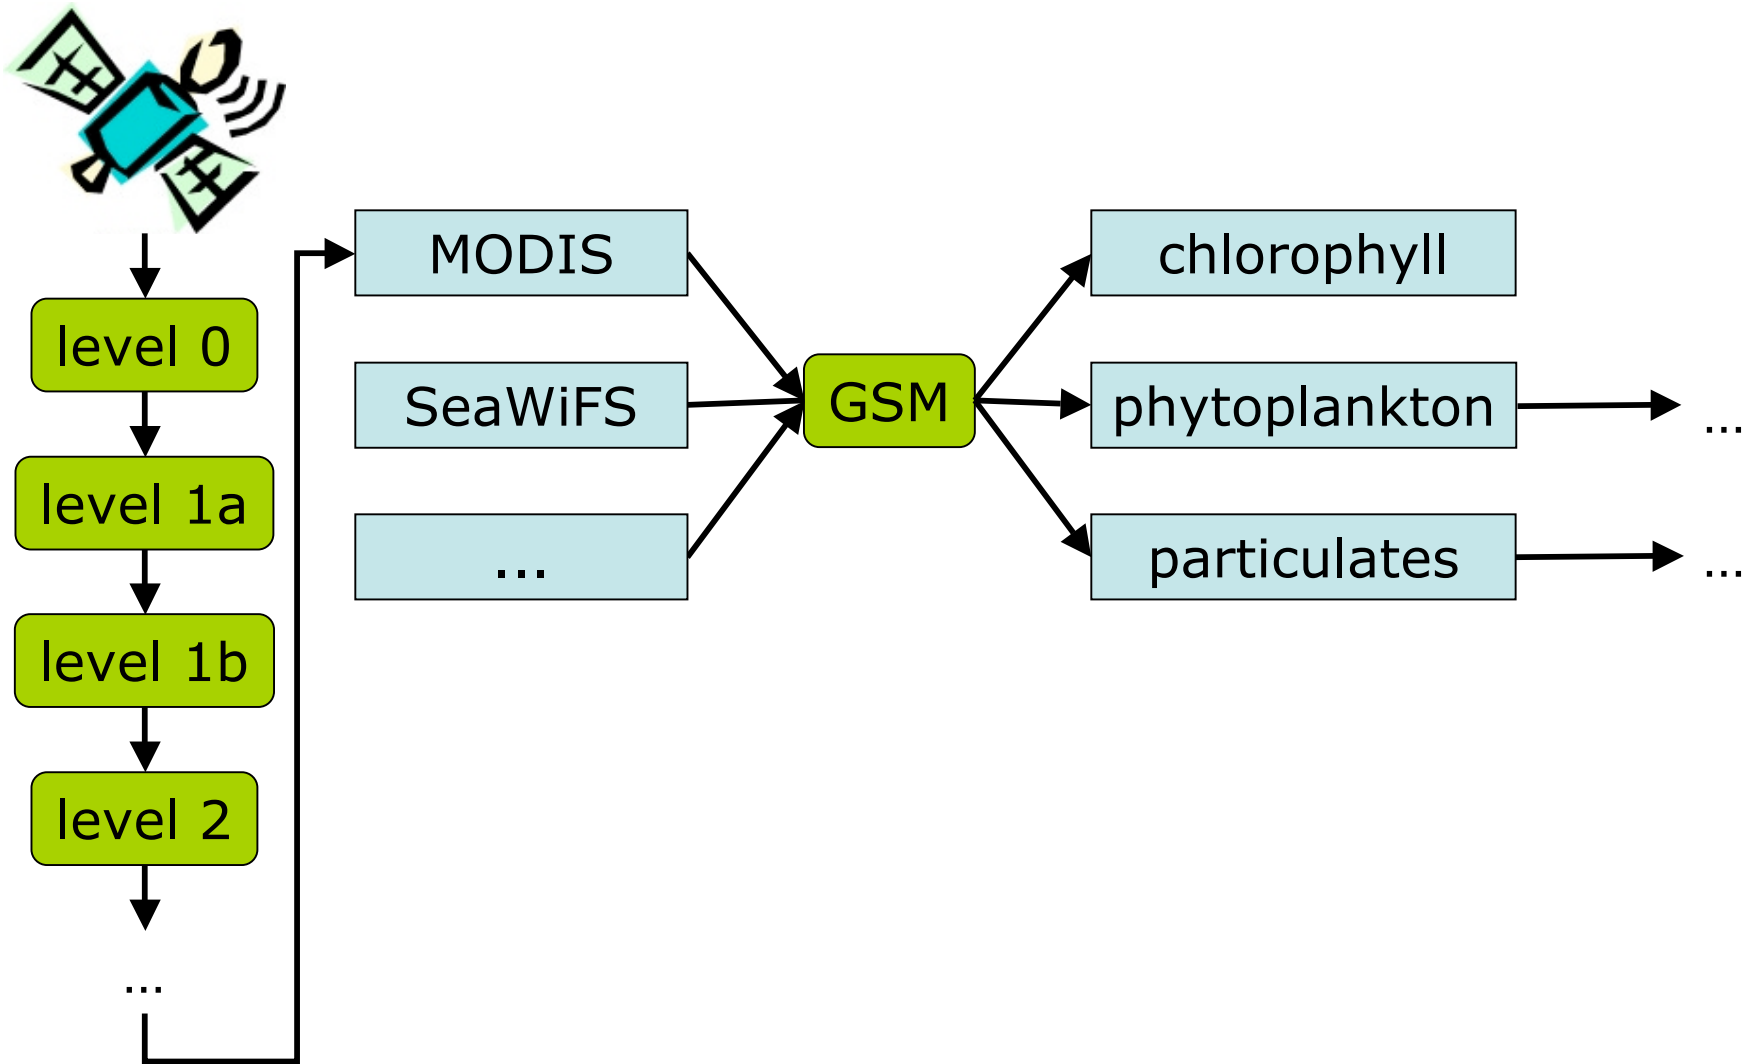 level 0
level 1a
level 1b
level 2
...
MODIS
SeaWiFS
...
GSM
chlorophyll
phytoplankton
particulates
...
...